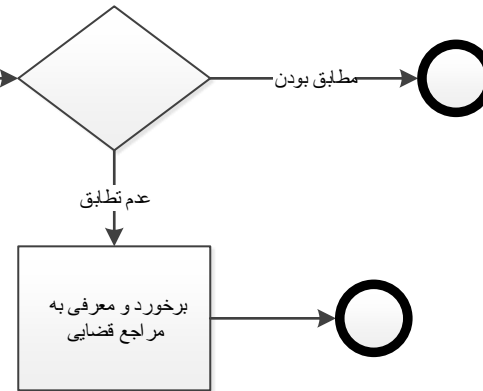 مطابق بودن
عدم تطابق
برخورد و معرفی به
مراجع قضایی